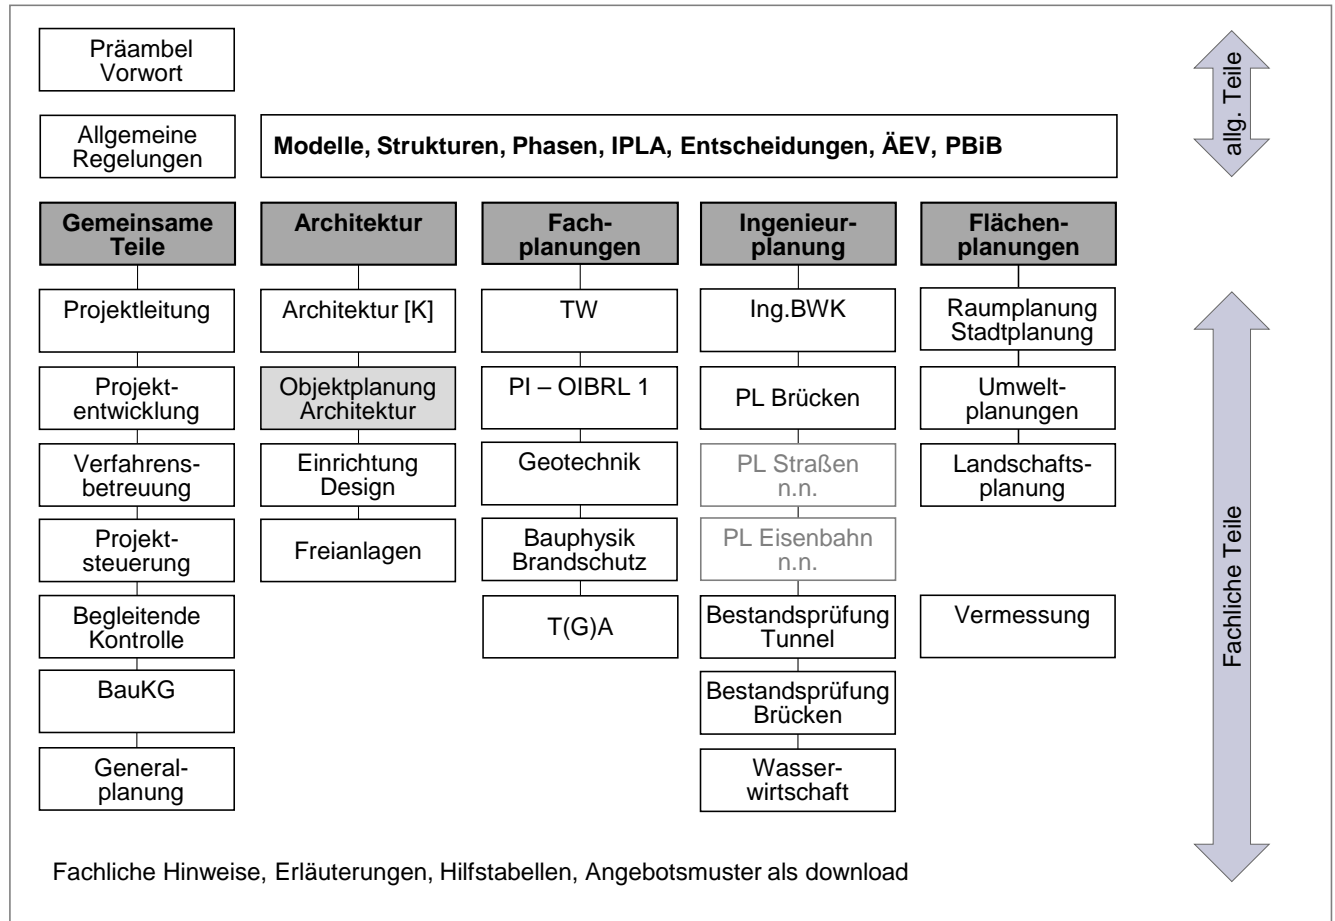 Präambel
Vorwort
allg. Teile
Allgemeine
Regelungen
Modelle, Strukturen, Phasen, IPLA, Entscheidungen, ÄEV, PBiB
Gemeinsame
Teile
Projektleitung
Projekt-
entwicklung
Verfahrens-
betreuung
Projekt-
steuerung
Begleitende
Kontrolle
BauKG
General-
planung
Architektur
Architektur [K]
Objektplanung
Architektur
Einrichtung
Design
Freianlagen
Fach-
planungen
TW
PI – OIBRL 1
Geotechnik
Bauphysik
Brandschutz
T(G)A
Ingenieur-
planung
Ing.BWK
PL Brücken
PL Straßen
n.n.
PL Eisenbahn
n.n.
Bestandsprüfung
Tunnel
Bestandsprüfung
Brücken
Wasser-
wirtschaft
Flächen-
planungen
Raumplanung
Stadtplanung
Umwelt-
planungen
Landschafts-
planung
Vermessung
Fachliche Teile
Fachliche Hinweise, Erläuterungen, Hilfstabellen, Angebotsmuster als download